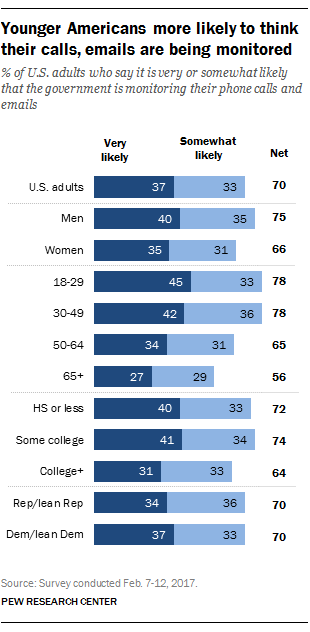 Younger Americans more likely to think
their calls, emails are being monitored
% of U.S. adults who say it is very or somewhat likely
that the government is monitoring their phone calls and
emails
Very likely Somewhat likely Net
U.S. adults 37 33 70
Men 40 35 75
Women 35 31 66
18-29 45 33 78
30-49 42 36 78
50-64 34 31 65
65+ 27 29 56
HS or less 40 33 72
Some college 41 34 74
College+ 31 33 64
Rep/lean Rep 34 36 70
Dem/lean Dem 37 33 70
Source: Survey conducted Feb. 7-12, 2017.
PEW RESEARCH CENTER